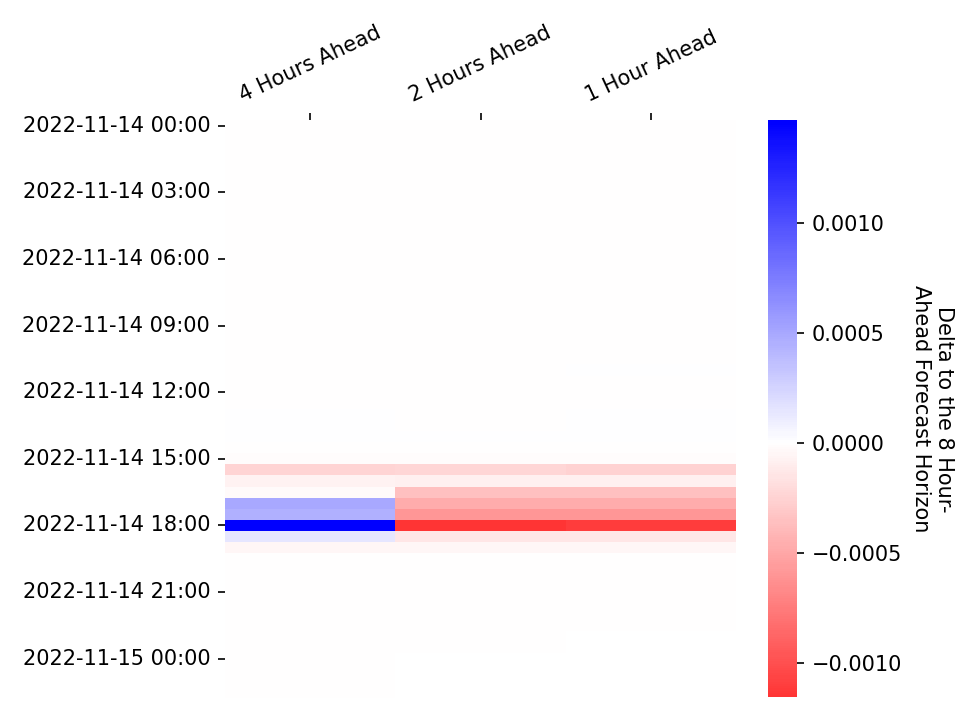 4 Hours Ahead
2 Hours Ahead
1 Hour Ahead
2022-11-14 00:00
2022-11-14 03:00
2022-11-14 06:00
2022-11-14 09:00
2022-11-14 12:00
2022-11-14 15:00
2022-11-14 18:00
2022-11-14 21:00
2022-11-15 00:00
0.0010
0.0005
0.0000
−0.0005
−0.0010
Delta to the 8 Hour-
Ahead Forecast Horizon